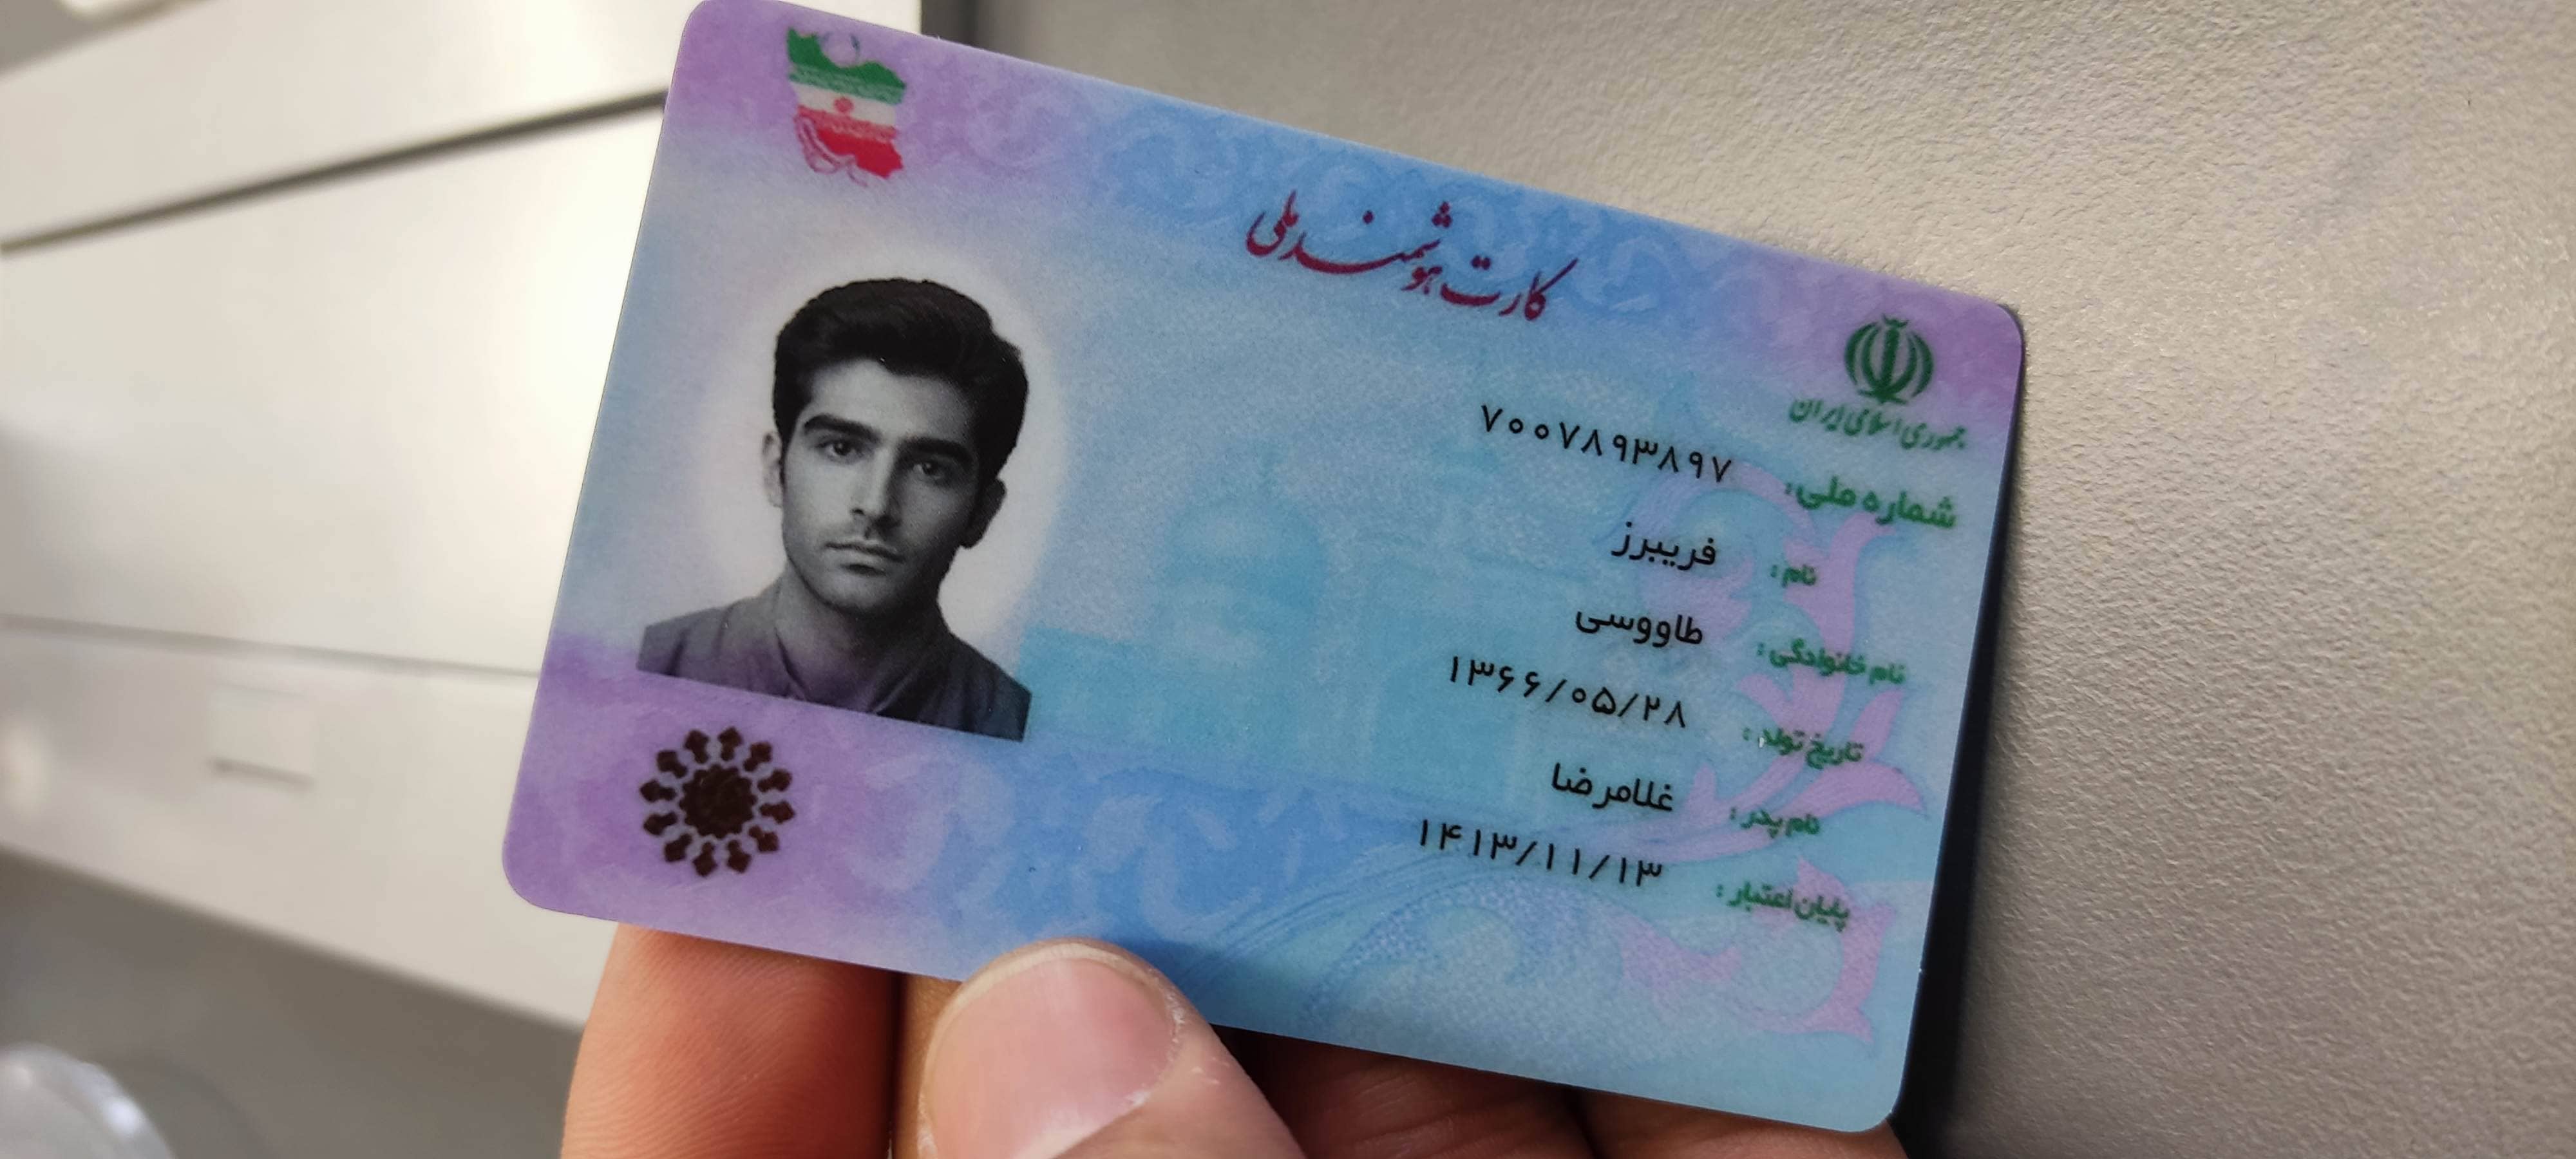 کارت هوشمند ملی
جمهوری اسلامی ایران
شماره ملی: ۷۰۰۷۸۹۳۸۹۷
نام: فریبرز
نام خانوادگی: طاووسی
تاریخ تولد: ۱۳۶۶/۰۵/۲۸
نام پدر: غلامرضا
پایان اعتبار: ۱۴۱۳/۱۱/۱۳